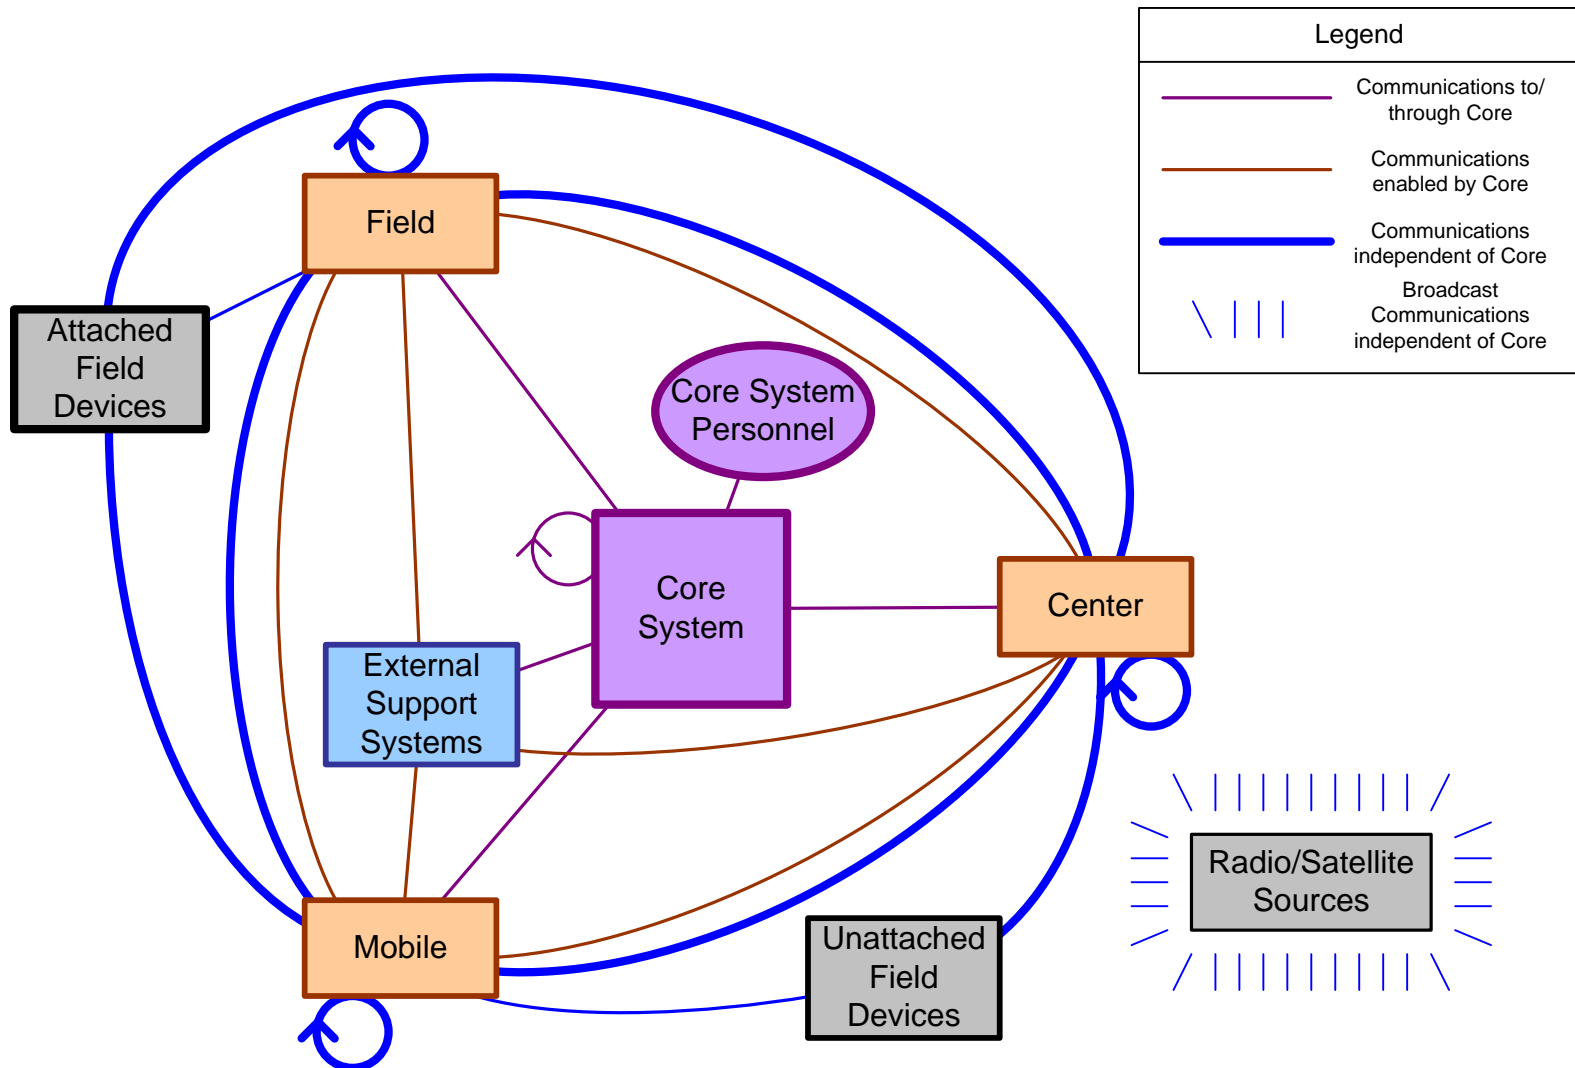 Legend
Communications to/
through Core
Communications
enabled by Core
Communications
independent of Core
Broadcast
Communications
independent of Core
Field
Attached
Field
Devices
Core System
Personnel
Core
System
Center
External
Support
Systems
Radio/Satellite
Sources
Mobile
Unattached
Field
Devices